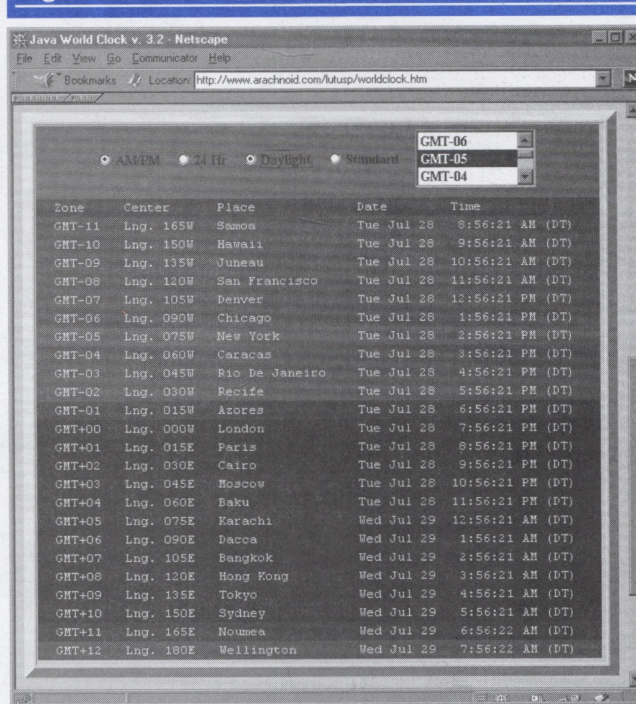 Java World Clock v. 3.2 - Netscape
File Edit View Go Communicator Help
Bookmarks Location: http://www.arachnoid.com/lutusp/worldclock.htm
GMT-06
AM/PM 24 Hr Daylight Standard GMT-05
GMT-04
Zone Center Place Date Time
GMT-11 Lng. 165W Samoa Tue Jul 28 8:56:21 AM (DT)
GMT-10 Lng. 150W Hawaii Tue Jul 28 9:56:21 AM (DT)
GMT-09 Lng. 135W Juneau Tue Jul 28 10:56:21 AM (DT)
GMT-08 Lng. 120W San Francisco Tue Jul 28 11:56:21 AM (DT)
GMT-07 Lng. 105W Denver Tue Jul 28 12:56:21 PM (DT)
GMT-06 Lng. 090W Chicago Tue Jul 28 1:56:21 PM (DT)
GMT-05 Lng. 075W New York Tue Jul 28 2:56:21 PM (DT)
GMT-04 Lng. 060W Caracas Tue Jul 28 3:56:21 PM (DT)
GMT-03 Lng. 045W Rio De Janeiro Tue Jul 28 4:56:21 PM (DT)
GMT-02 Lng. 030W Recife Tue Jul 28 5:56:21 PM (DT)
GMT-01 Lng. 015W Azores Tue Jul 28 6:56:21 PM (DT)
GMT+00 Lng. 000W London Tue Jul 28 7:56:21 PM (DT)
GMT+01 Lng. 015E Paris Tue Jul 28 8:56:21 PM (DT)
GMT+02 Lng. 030E Cairo Tue Jul 28 9:56:21 PM (DT)
GMT+03 Lng. 045E Moscow Tue Jul 28 10:56:21 PM (DT)
GMT+04 Lng. 060E Baku Tue Jul 28 11:56:21 PM (DT)
GMT+05 Lng. 075E Karachi Wed Jul 29 12:56:21 AM (DT)
GMT+06 Lng. 090E Dacca Wed Jul 29 1:56:21 AM (DT)
GMT+07 Lng. 105E Bangkok Wed Jul 29 2:56:21 AM (DT)
GMT+08 Lng. 120E Hong Kong Wed Jul 29 3:56:21 AM (DT)
GMT+09 Lng. 135E Tokyo Wed Jul 29 4:56:21 AM (DT)
GMT+10 Lng. 150E Sydney Wed Jul 29 5:56:21 AM (DT)
GMT+11 Lng. 165E Noumea Wed Jul 29 6:56:22 AM (DT)
GMT+12 Lng. 180E Wellington Wed Jul 29 7:56:22 AM (DT)